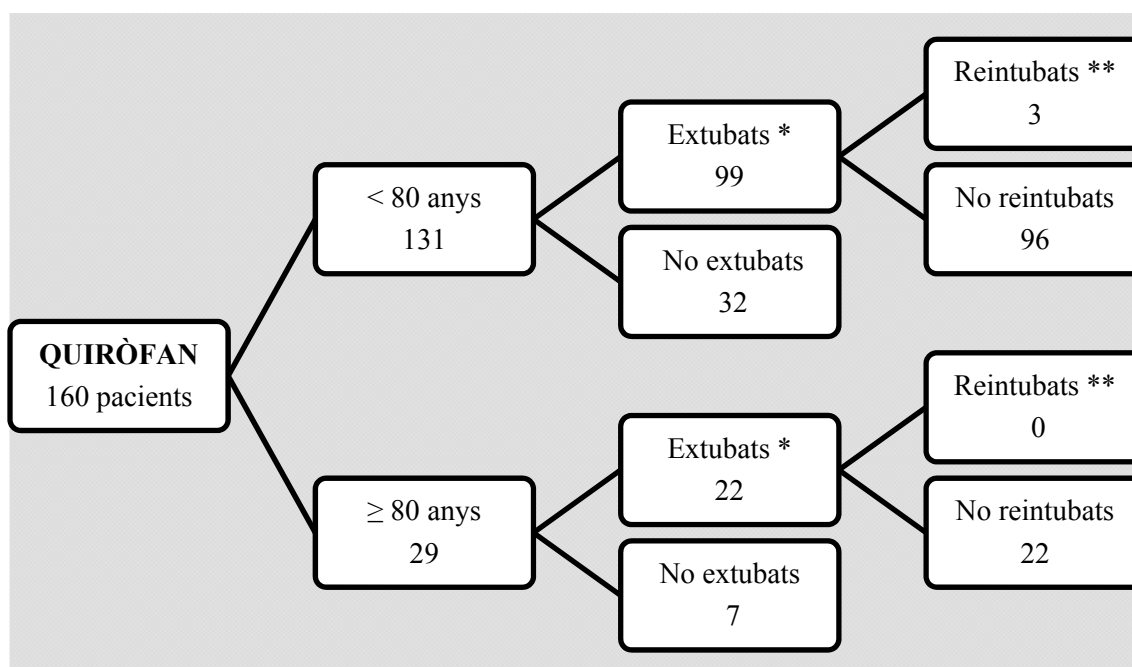 QUIRÒFAN
160 pacients
< 80 anys
131
Extubats *
99
Reintubats **
3
No reintubats
96
No extubats
32
≥ 80 anys
29
Extubats *
22
Reintubats **
0
No reintubats
22
No extubats
7